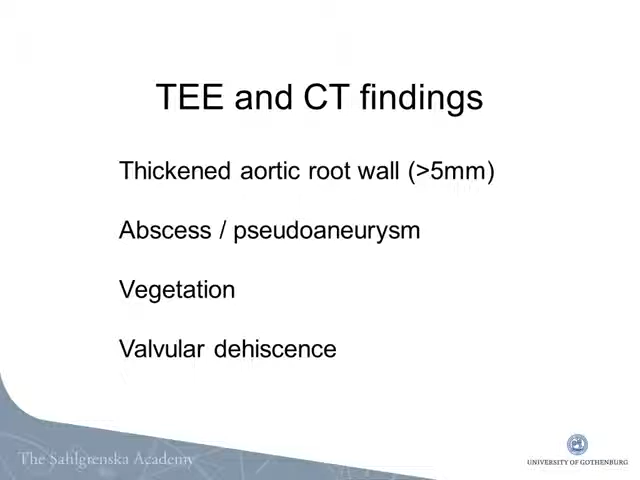 TEE and CT findings
Thickened aortic root wall (>5mm)
Abscess / pseudoaneurysm
Vegetation
Valvular dehiscence
The Sahlgrenska Academy
UNIVERSITY OF GOTHENBURG